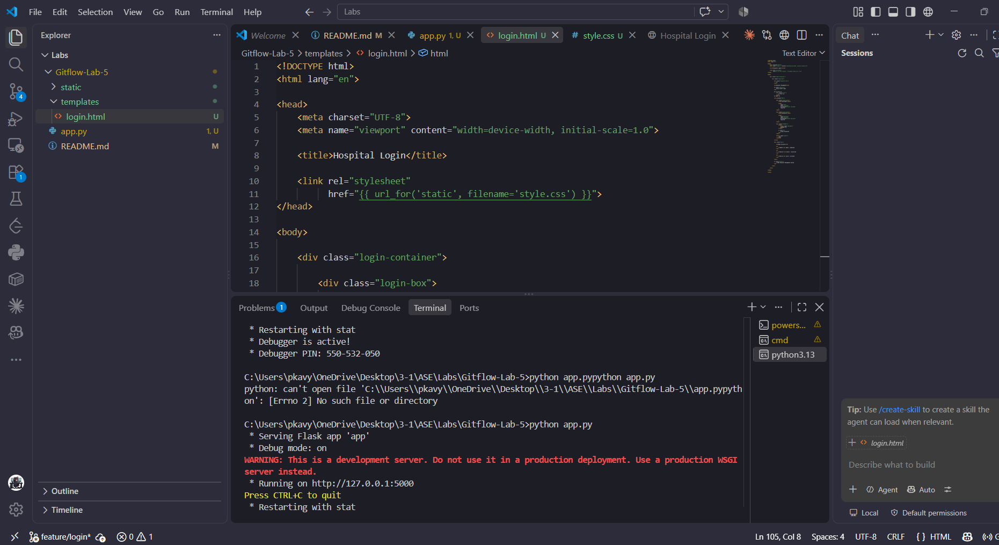 File Edit Selection View Go Run Terminal Help
Labs
Explorer
Labs
Gitflow-Lab-5
static
templates
login.html U
app.py 1, U
README.md M
Outline
Timeline
Welcome
README.md M
app.py 1, U
login.html U
# style.css U
Hospital Login
Gitflow-Lab-5 > templates > login.html > html
Text Editor
1 <!DOCTYPE html>
2 <html lang="en">
3
4 <head>
5 <meta charset="UTF-8">
6 <meta name="viewport" content="width=device-width, initial-scale=1.0">
7
8 <title>Hospital Login</title>
9
10 <link rel="stylesheet"
11 href="{{ url_for('static', filename='style.css') }}">
12 </head>
13
14 <body>
15
16 <div class="login-container">
17
18 <div class="login-box">
Problems 1 Output Debug Console Terminal Ports
* Restarting with stat
* Debugger is active!
* Debugger PIN: 550-532-050
C:\Users\pkavy\OneDrive\Desktop\3-1\ASE\Labs\Gitflow-Lab-5>python app.pypython app.py
python: can't open file 'C:\\Users\\pkavy\\OneDrive\\Desktop\\3-1\\ASE\\Labs\\Gitflow-Lab-5\\app.pypyth
on': [Errno 2] No such file or directory
C:\Users\pkavy\OneDrive\Desktop\3-1\ASE\Labs\Gitflow-Lab-5>python app.py
* Serving Flask app 'app'
* Debug mode: on
WARNING: This is a development server. Do not use it in a production deployment. Use a production WSGI
server instead.
* Running on http://127.0.0.1:5000
Press CTRL+C to quit
* Restarting with stat
powers...
cmd
python3.13
Chat
Sessions
Tip: Use /create-skill to create a skill the
agent can load when relevant.
login.html
Describe what to build
Agent Auto
Local Default permissions
4
1
feature/login* 0 1
Ln 105, Col 8 Spaces: 4 UTF-8 CRLF {} HTML